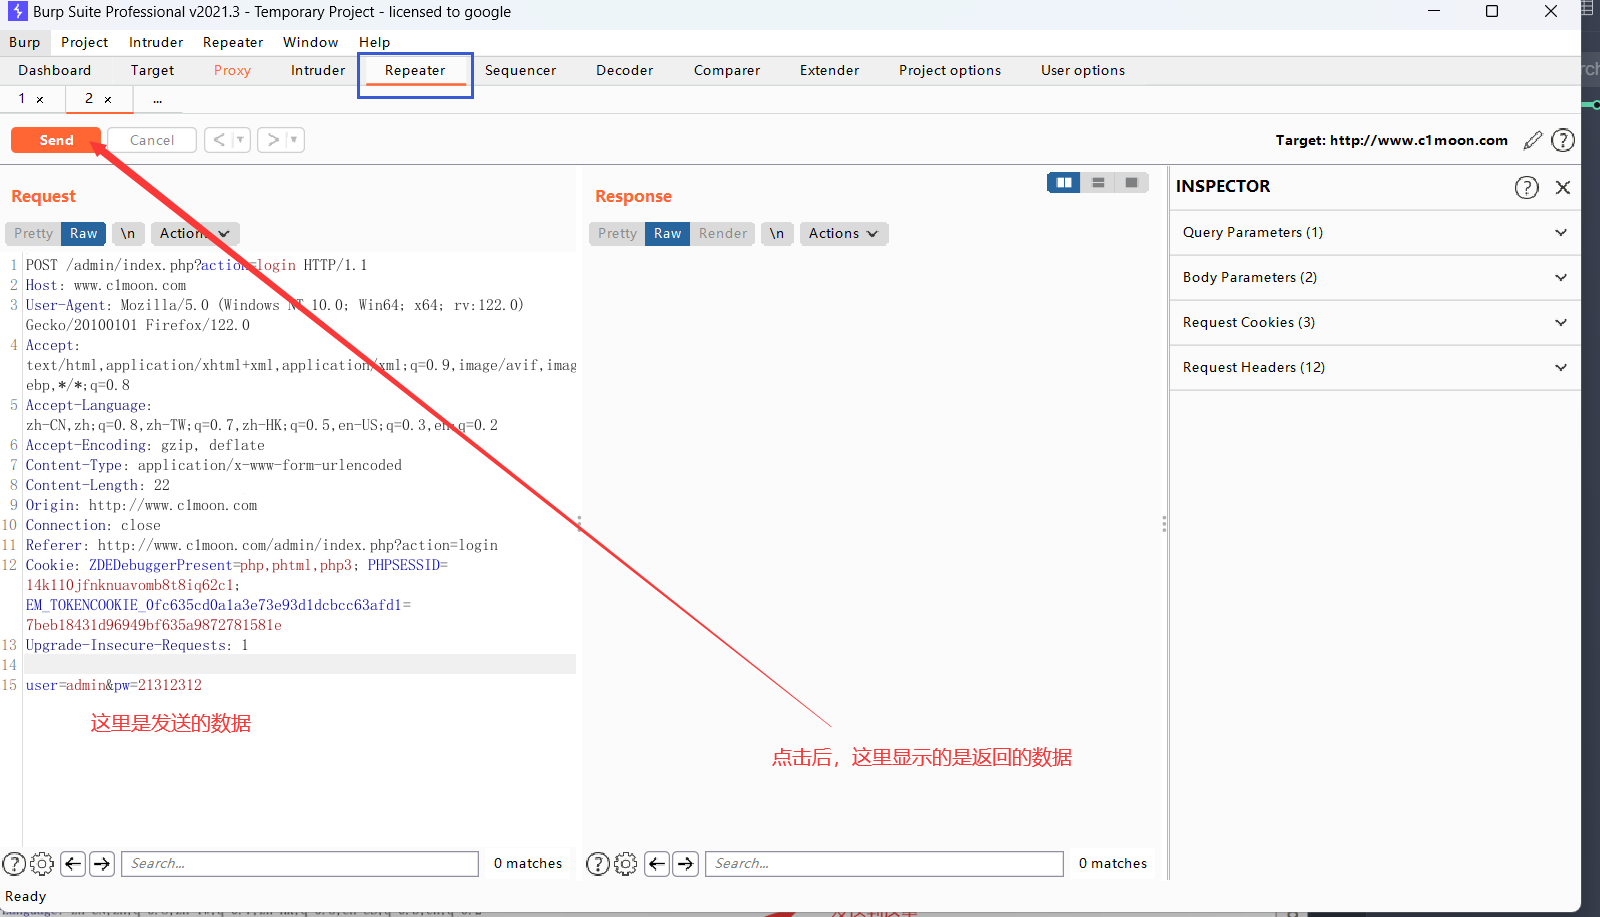 Burp Suite Professional v2021.3 - Temporary Project - licensed to google
Burp Project Intruder Repeater Window Help
Dashboard Target Proxy Intruder Repeater Sequencer Decoder Comparer Extender Project options User options
1 × 2 × ...
Send Cancel < > Target: http://www.c1moon.com
Request
Pretty Raw \n Actions
1 POST /admin/index.php?action=login HTTP/1.1
2 Host: www.c1moon.com
3 User-Agent: Mozilla/5.0 (Windows NT 10.0; Win64; x64; rv:122.0)
Gecko/20100101 Firefox/122.0
4 Accept:
text/html,application/xhtml+xml,application/xml;q=0.9,image/avif,imag
ebp,*/*;q=0.8
5 Accept-Language:
zh-CN,zh;q=0.8,zh-TW;q=0.7,zh-HK;q=0.5,en-US;q=0.3,en;q=0.2
6 Accept-Encoding: gzip, deflate
7 Content-Type: application/x-www-form-urlencoded
8 Content-Length: 22
9 Origin: http://www.c1moon.com
10 Connection: close
11 Referer: http://www.c1moon.com/admin/index.php?action=login
12 Cookie: ZDEDebuggerPresent=php,phtml,php3; PHPSESSID=
14k110jfnknuavomb8t8iq62c1;
EM_TOKENCOOKIE_0fc635cd0a1a3e73e93d1dcbcc63afd1=
7beb18431d96949bf635a9872781581e
13 Upgrade-Insecure-Requests: 1
14
15 user=admin&pw=21312312
这里是发送的数据
Search... 0 matches
Response
Pretty Raw Render \n Actions
点击后，这里显示的是返回的数据
Search... 0 matches
INSPECTOR
Query Parameters (1)
Body Parameters (2)
Request Cookies (3)
Request Headers (12)
Ready